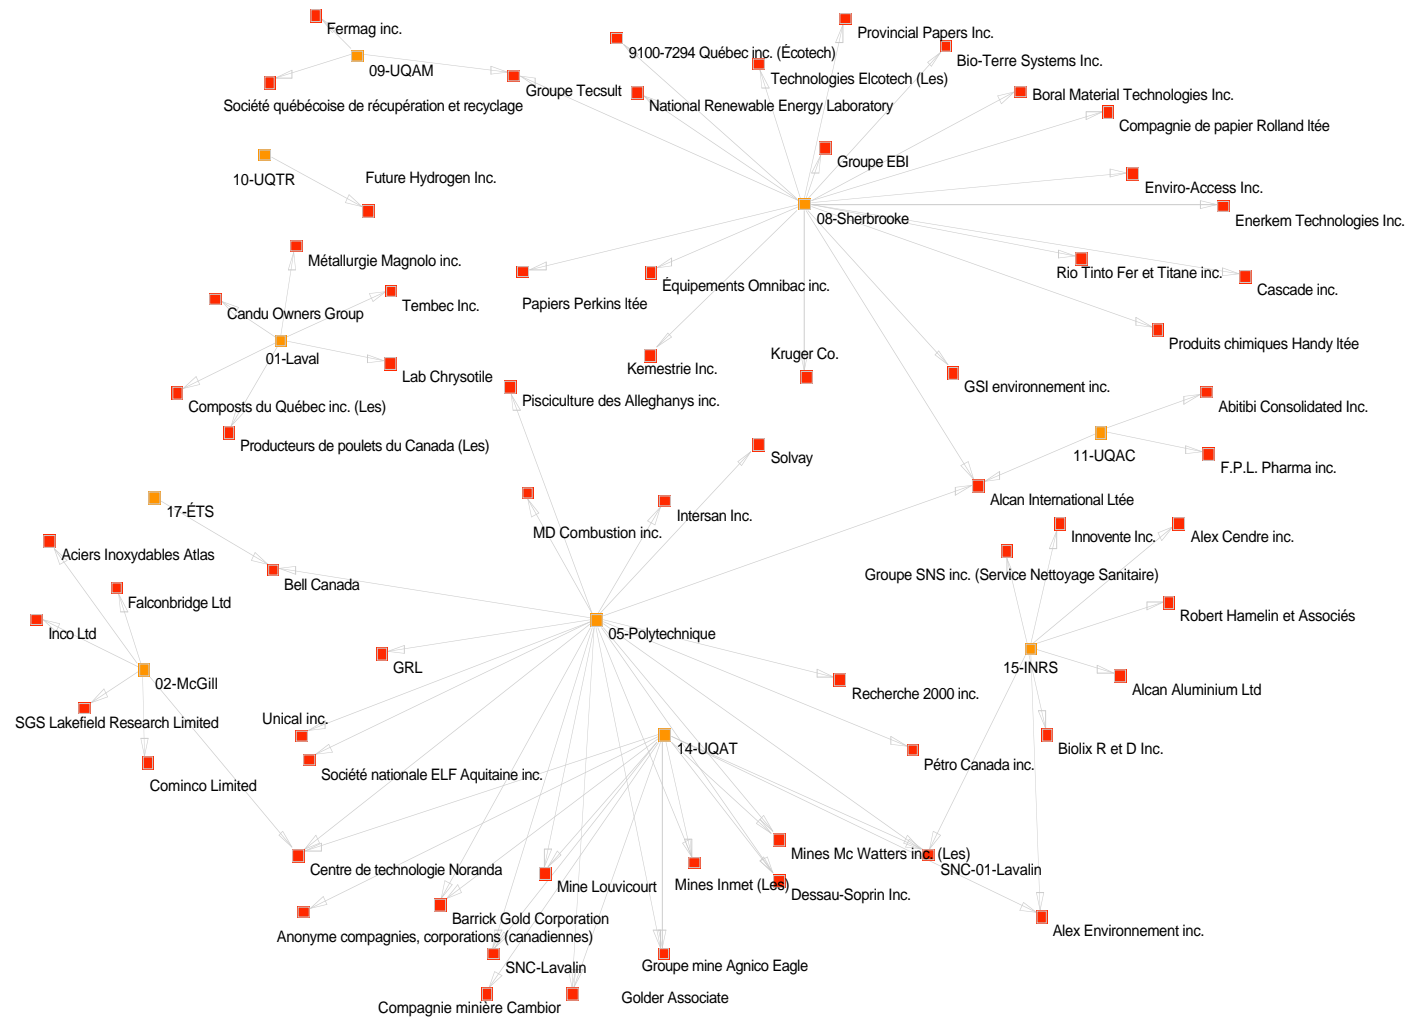 Fermag inc.
Provincial Papers Inc.
9100-7294 Québec inc. (Écotech)
Bio-Terre Systems Inc.
09-UQAM
Technologies Elcotech (Les)
Groupe Tecsult
Boral Material Technologies Inc.
Société québécoise de récupération et recyclage
National Renewable Energy Laboratory
Compagnie de papier Rolland ltée
Groupe EBI
10-UQTR
Future Hydrogen Inc.
Enviro-Access Inc.
08-Sherbrooke
Enerkem Technologies Inc.
Métallurgie Magnolo inc.
Rio Tinto Fer et Titane inc.
Équipements Omnibac inc.
Cascade inc.
Papiers Perkins ltée
Tembec Inc.
Candu Owners Group
Produits chimiques Handy ltée
01-Laval
Kruger Co.
Kemestrie Inc.
Lab Chrysotile
GSI environnement inc.
Pisciculture des Alleghanys inc.
Composts du Québec inc. (Les)
Abitibi Consolidated Inc.
Producteurs de poulets du Canada (Les)
11-UQAC
Solvay
F.P.L. Pharma inc.
17-ÉTS
Intersan Inc.
Alcan International Ltée
MD Combustion inc.
Innovente Inc.
Alex Cendre inc.
Aciers Inoxydables Atlas
Groupe SNS inc. (Service Nettoyage Sanitaire)
Bell Canada
Falconbridge Ltd
Robert Hamelin et Associés
Inco Ltd
05-Polytechnique
GRL
15-INRS
02-McGill
Recherche 2000 inc.
Alcan Aluminium Ltd
SGS Lakefield Research Limited
Unical inc.
14-UQAT
Biolix R et D Inc.
Pétro Canada inc.
Société nationale ELF Aquitaine inc.
Cominco Limited
Mines Mc Watters inc. (Les)
Centre de technologie Noranda
SNC-01-Lavalin
Mine Louvicourt
Mines Inmet (Les)
Dessau-Soprin Inc.
Barrick Gold Corporation
Alex Environnement inc.
Anonyme compagnies, corporations (canadiennes)
SNC-Lavalin
Groupe mine Agnico Eagle
Golder Associate
Compagnie minière Cambior